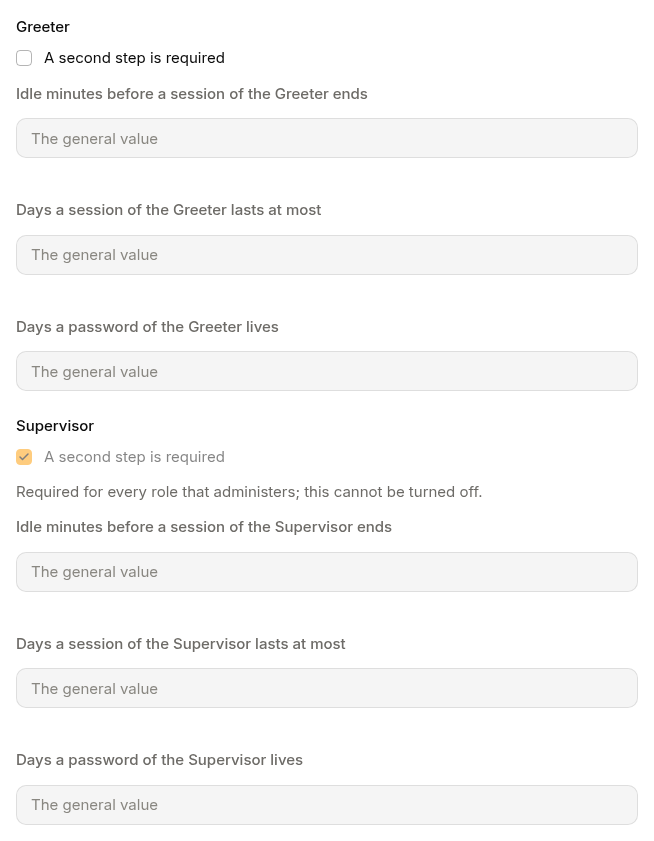 Greeter
A second step is required
Idle minutes before a session of the Greeter ends
The general value
Days a session of the Greeter lasts at most
The general value
Days a password of the Greeter lives
The general value
Supervisor
A second step is required
Required for every role that administers; this cannot be turned off.
Idle minutes before a session of the Supervisor ends
The general value
Days a session of the Supervisor lasts at most
The general value
Days a password of the Supervisor lives
The general value